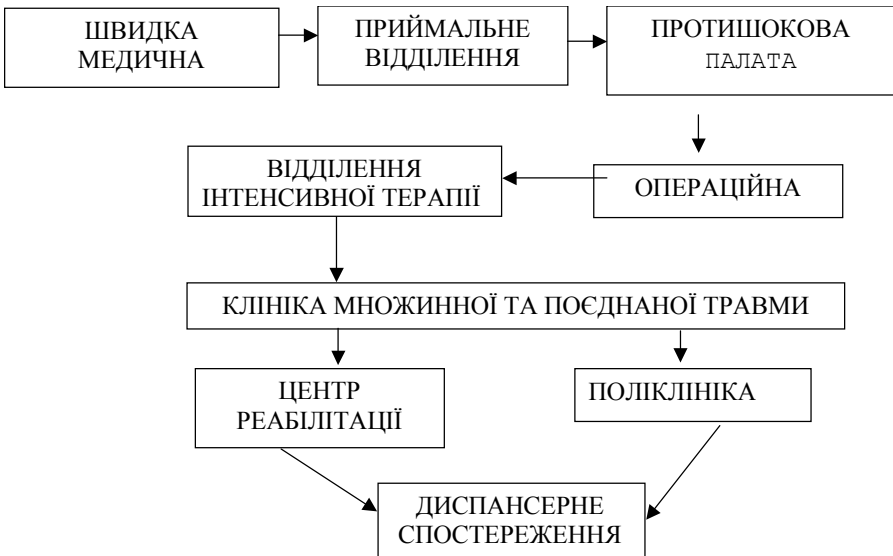 ШВИДКА
МЕДИЧНА
ПРИЙМАЛЬНЕ
ВІДДІЛЕННЯ
ПРОТИШОКОВА
ПАЛАТА
ВІДДІЛЕННЯ
ІНТЕНСИВНОЇ ТЕРАПІЇ
ОПЕРАЦІЙНА
КЛІНІКА МНОЖИННОЇ ТА ПОЄДНАНОЇ ТРАВМИ
ЦЕНТР
РЕАБІЛІТАЦІЇ
ПОЛІКЛІНІКА
ДИСПАНСЕРНЕ
СПОСТЕРЕЖЕННЯ